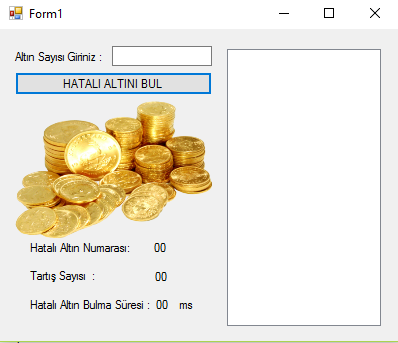 Form1
Altın Sayısı Giriniz :
HATALI ALTINI BUL
Hatalı Altın Numarası: 00
Tartış Sayısı : 00
Hatalı Altın Bulma Süresi : 00 ms